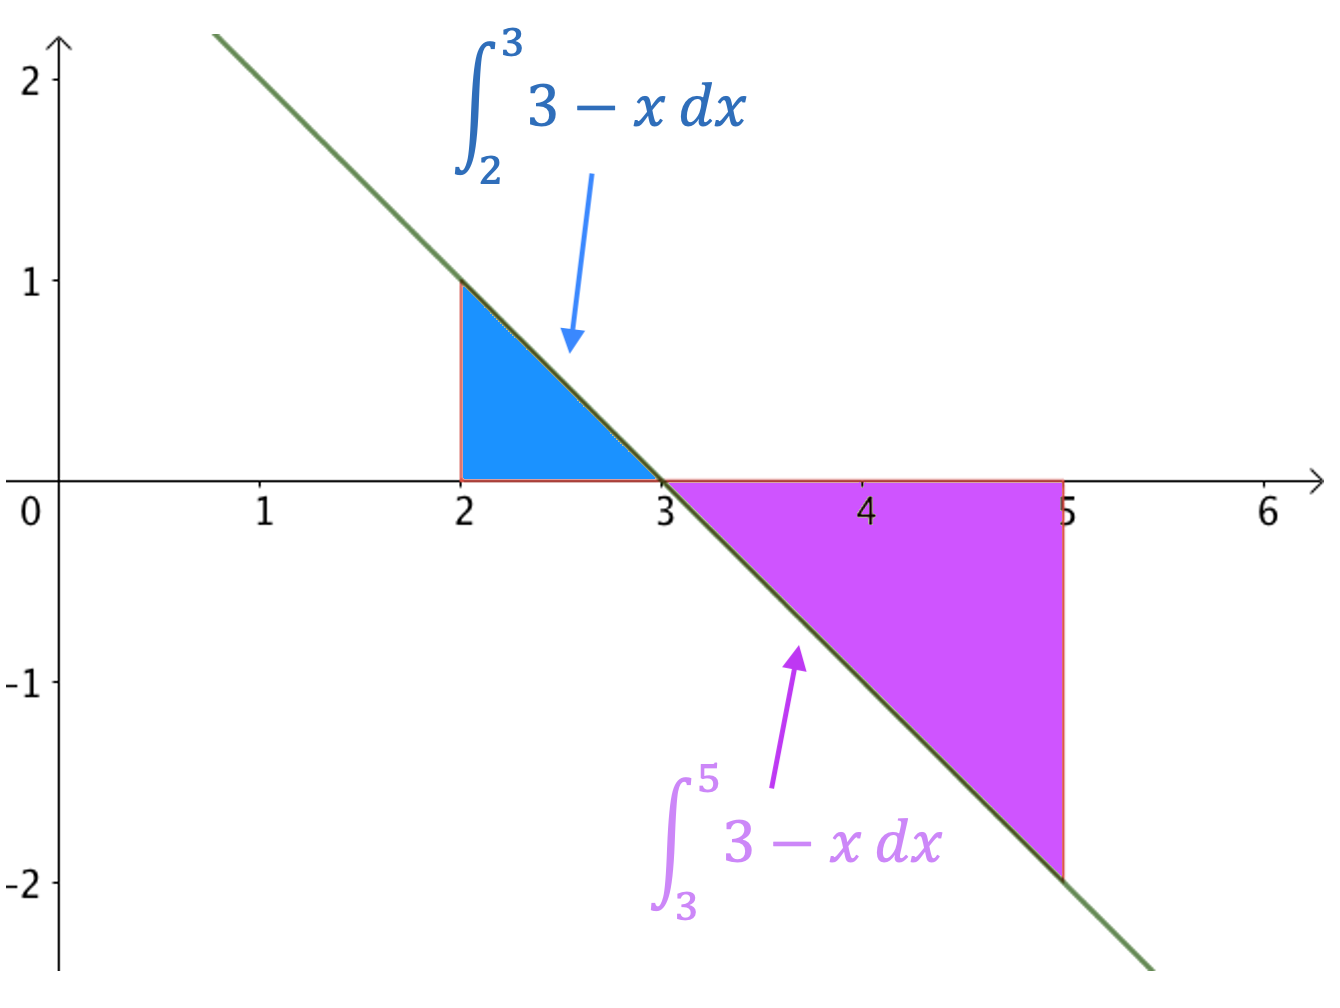 2
∫₂³ 3 − x dx
1
0 1 2 3 4 5 6
-1
∫₃⁵ 3 − x dx
-2